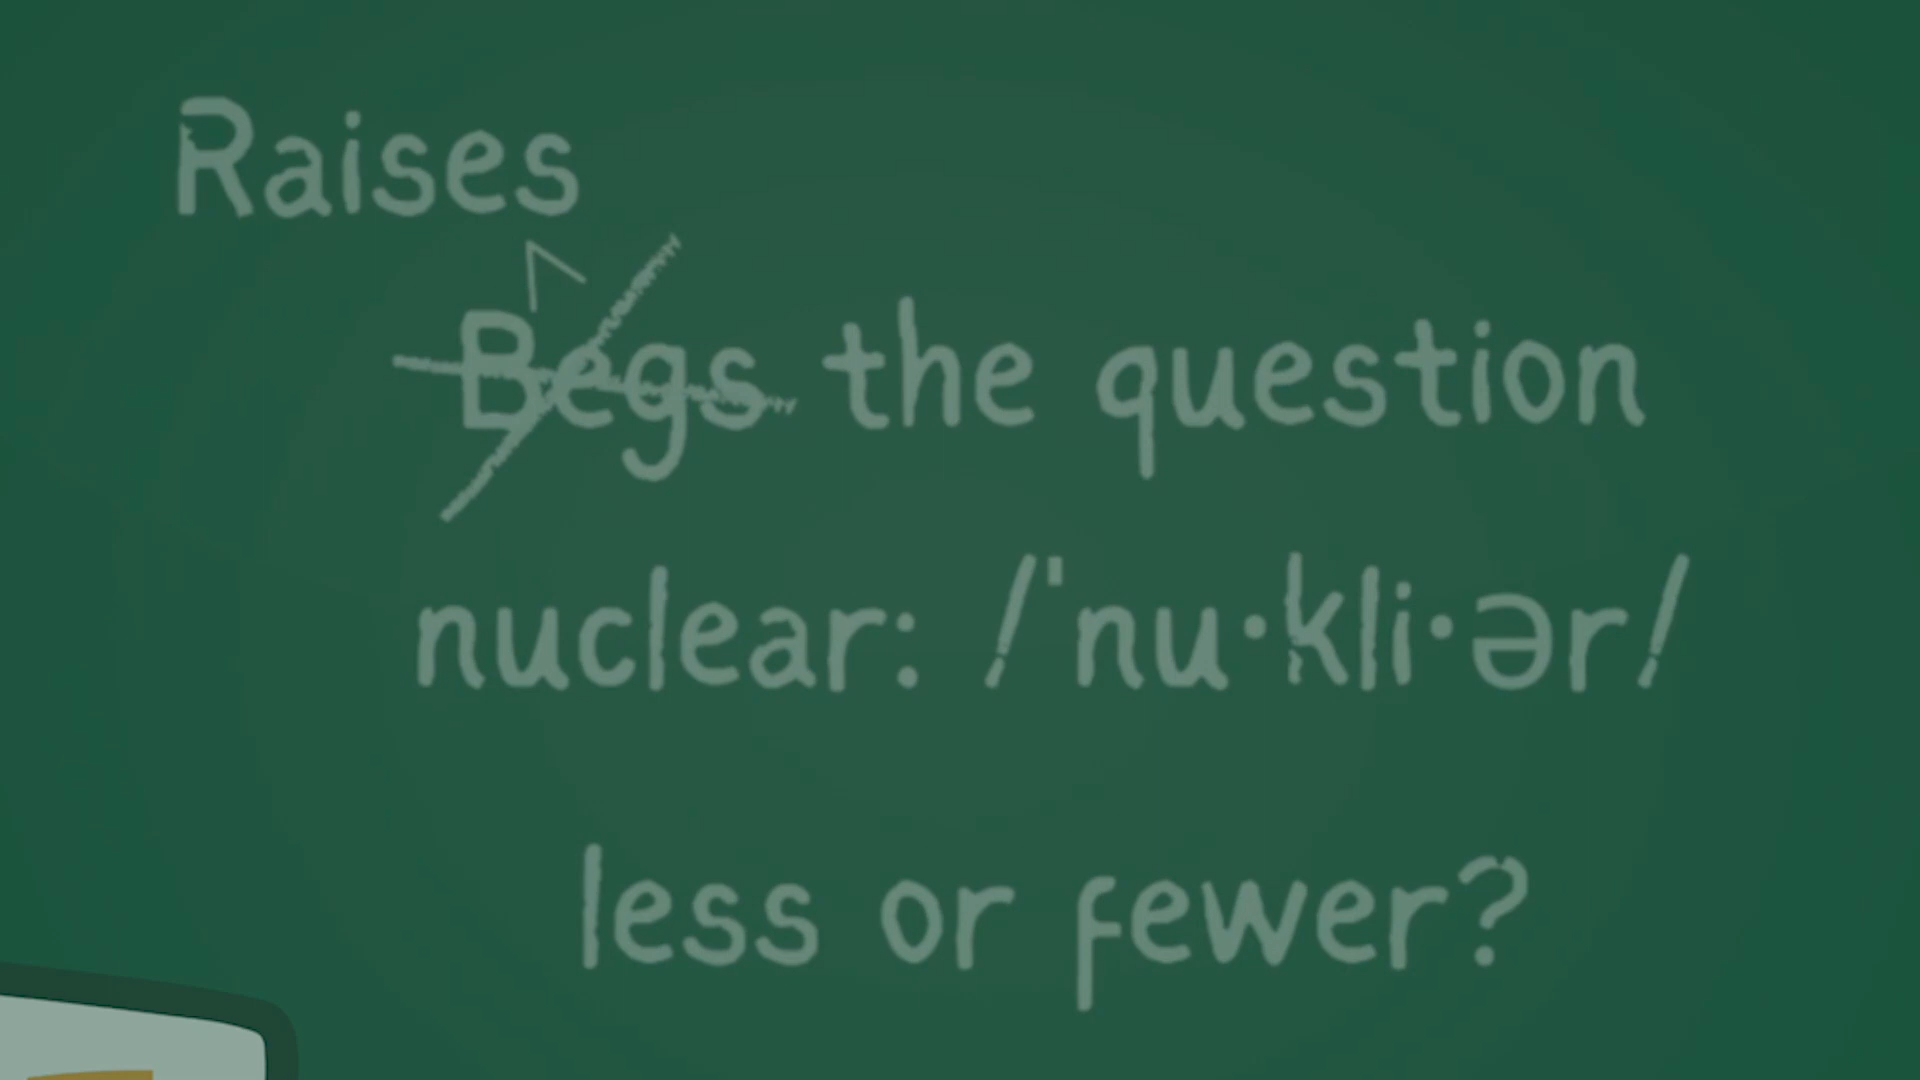 Raises
^
Begs the question
nuclear: /ˈnu·kli·ər/
less or fewer?